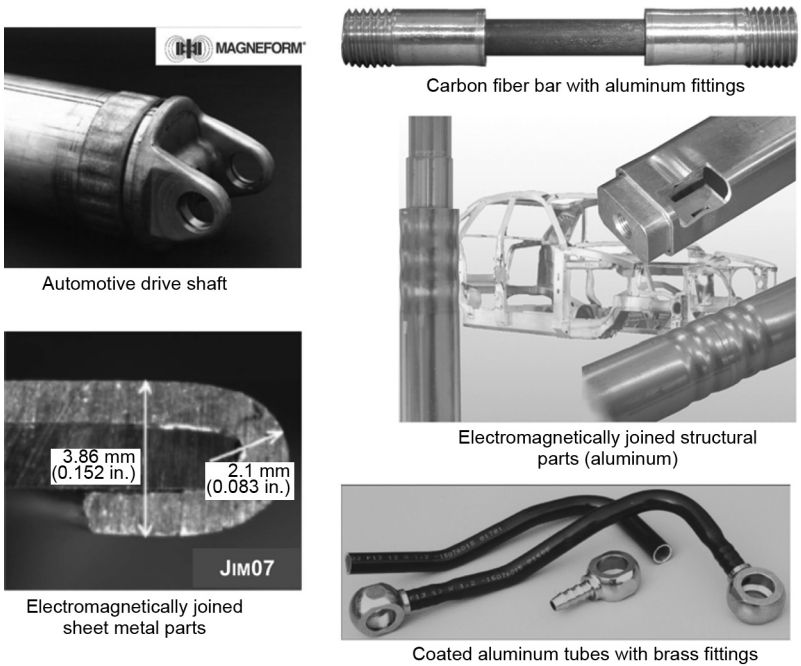 MAGNEFORM®
Automotive drive shaft
Carbon fiber bar with aluminum fittings
Electromagnetically joined structural
parts (aluminum)
3.86 mm
(0.152 in.)
2.1 mm
(0.083 in.)
JIM07
Electromagnetically joined
sheet metal parts
Coated aluminum tubes with brass fittings